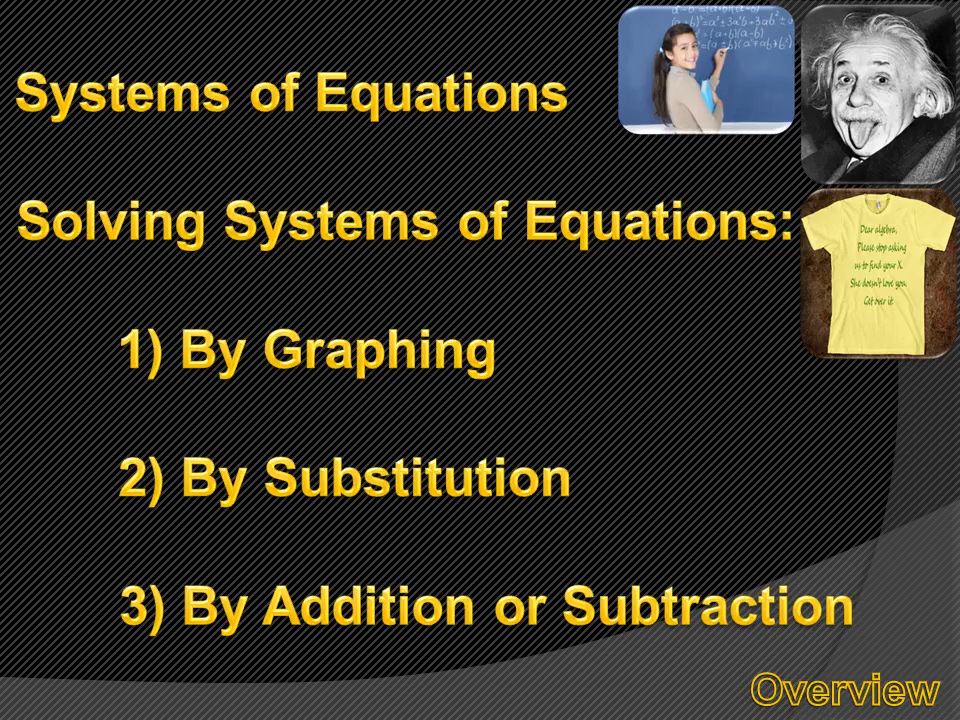 Systems of Equations
Solving Systems of Equations:
1) By Graphing
2) By Substitution
3) By Addition or Subtraction
Overview
Dear algebra,
Please stop asking
us to find your X.
She doesn't love you.
Get over it